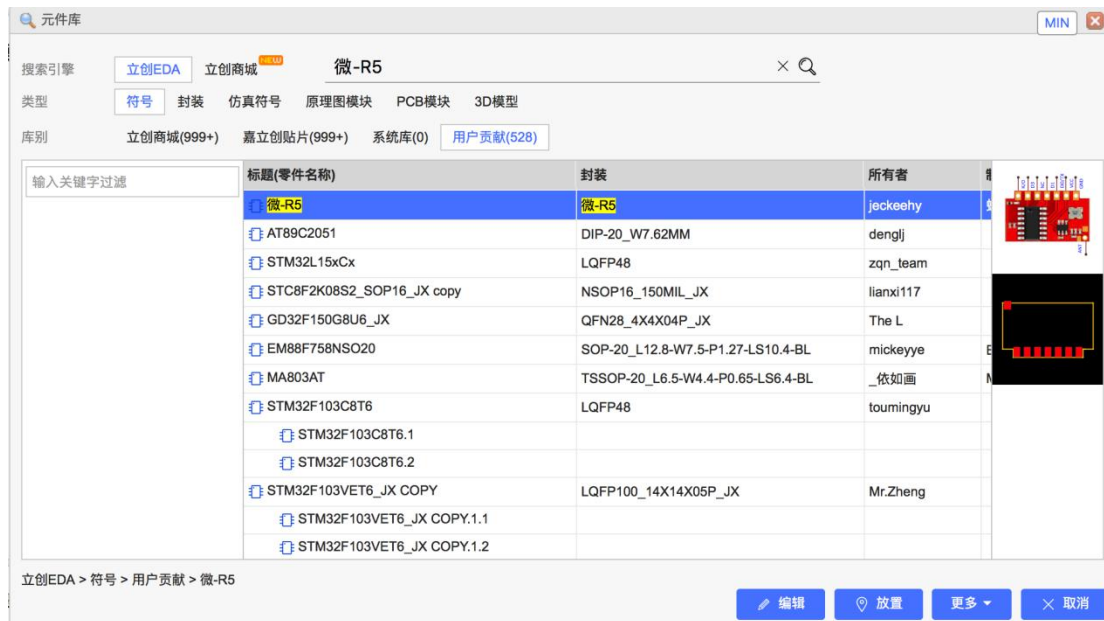 元件库
MIN
搜索引擎 立创EDA 立创商城 NEW 微-R5
类型 符号 封装 仿真符号 原理图模块 PCB模块 3D模型
库别 立创商城(999+) 嘉立创贴片(999+) 系统库(0) 用户贡献(528)
输入关键字过滤
标题(零件名称) 封装 所有者
微-R5 微-R5 jeckeehy
AT89C2051 DIP-20_W7.62MM denglj
STM32L15xCx LQFP48 zqn_team
STC8F2K08S2_SOP16_JX copy NSOP16_150MIL_JX lianxi117
GD32F150G8U6_JX QFN28_4X4X04P_JX The L
EM88F758NSO20 SOP-20_L12.8-W7.5-P1.27-LS10.4-BL mickeyye
MA803AT TSSOP-20_L6.5-W4.4-P0.65-LS6.4-BL _依如画
STM32F103C8T6 LQFP48 toumingyu
STM32F103C8T6.1
STM32F103C8T6.2
STM32F103VET6_JX COPY LQFP100_14X14X05P_JX Mr.Zheng
STM32F103VET6_JX COPY.1.1
STM32F103VET6_JX COPY.1.2
立创EDA > 符号 > 用户贡献 > 微-R5
编辑 放置 更多 取消